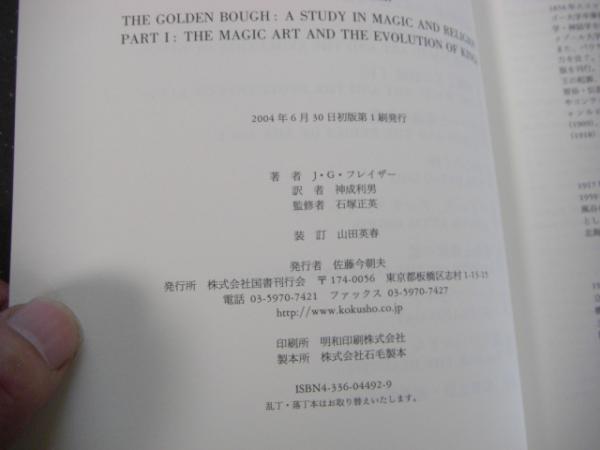 THE GOLDEN BOUGH: A STUDY IN MAGIC AND
PART I: THE MAGIC ART AND THE EVOLUTION OF
2004年6月30日初版第1刷発行
著 者 J・G・フレイザー
訳 者 神成利男
監修者 石塚正英
装 訂 山田英春
発行者 佐藤今朝夫
発行所 株式会社国書刊行会 〒174-0056 東京都板橋区志村1-13-15
電話 03-5970-7421 ファックス 03-5970-7427
http://www.kokusho.co.jp
印刷所 明和印刷株式会社
製本所 株式会社石毛製本
ISBN4-336-04492-9
乱丁・落丁本はお取り替えいたします。